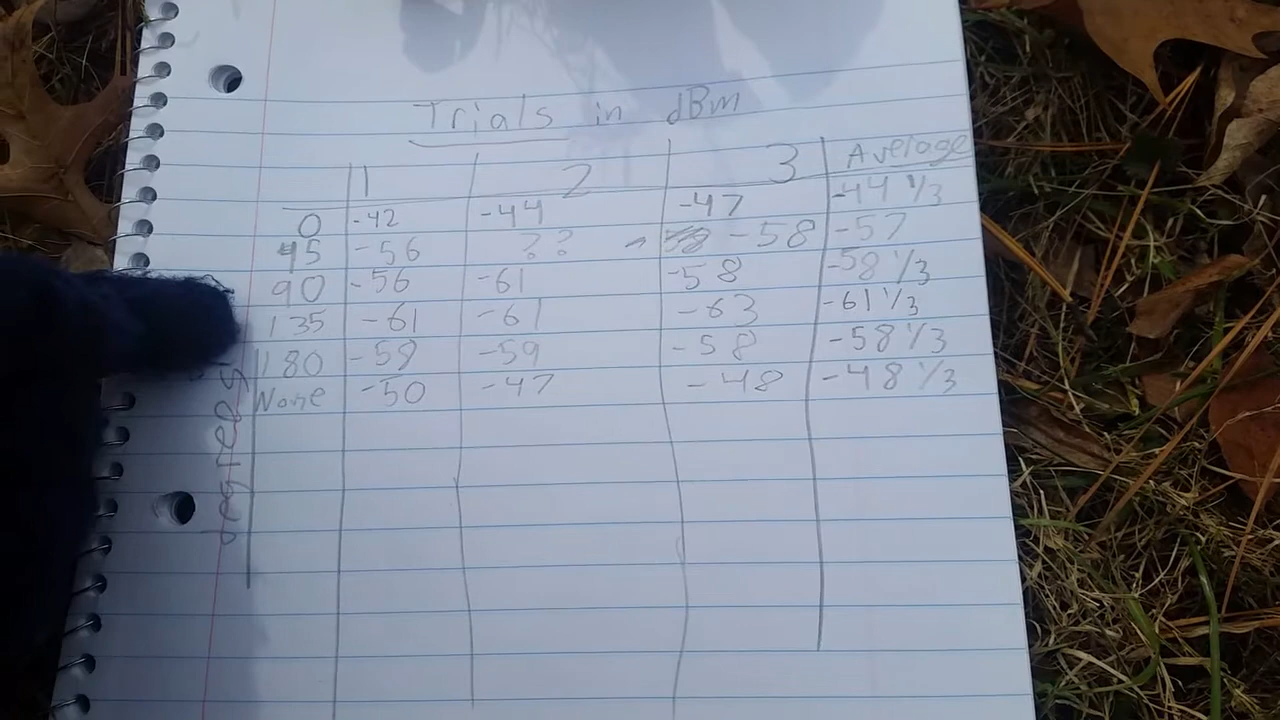 Trials in dBm
1 2 3 Average
0 -42 -44 -47 -44 1/3
45 -56 ?? -58 -57
90 -56 -61 -58 -58 1/3
135 -61 -61 -63 -61 1/3
180 -58 -59 -58 -58 1/3
None -50 -47 -48 -48 1/3
Degrees